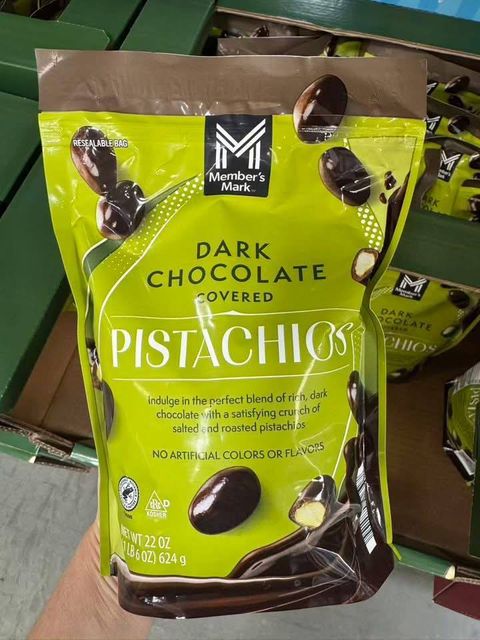 RESEALABLE BAG
Member's
Mark
DARK
CHOCOLATE
COVERED
PISTACHIOS
Indulge in the perfect blend of rich, dark
chocolate with a satisfying crunch of
salted and roasted pistachios
NO ARTIFICIAL COLORS OR FLAVORS
P
KOSHER
NET WT 22 OZ
(1 LB 6 OZ) 624 g
DARK
CHOCOLATE